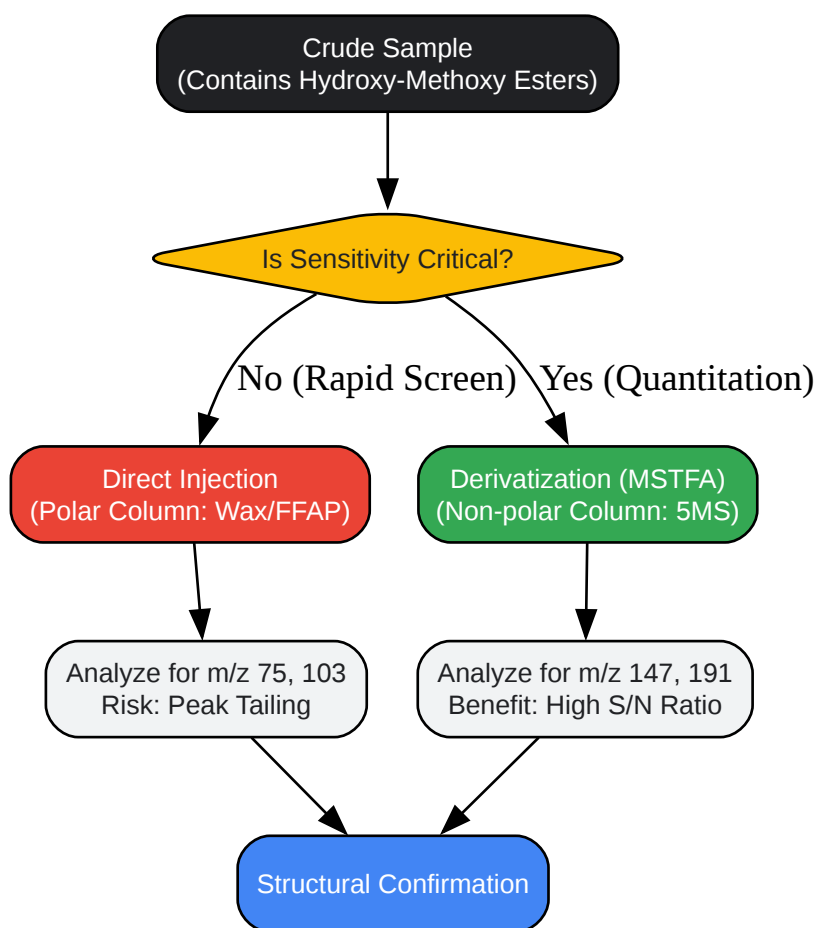 Crude Sample
(Contains Hydroxy-Methoxy Esters)
Is Sensitivity Critical?
No (Rapid Screen)
Yes (Quantitation)
Direct Injection
(Polar Column: Wax/FFAP)
Derivatization (MSTFA)
(Non-polar Column: 5MS)
Analyze for m/z 75, 103
Risk: Peak Tailing
Analyze for m/z 147, 191
Benefit: High S/N Ratio
Structural Confirmation